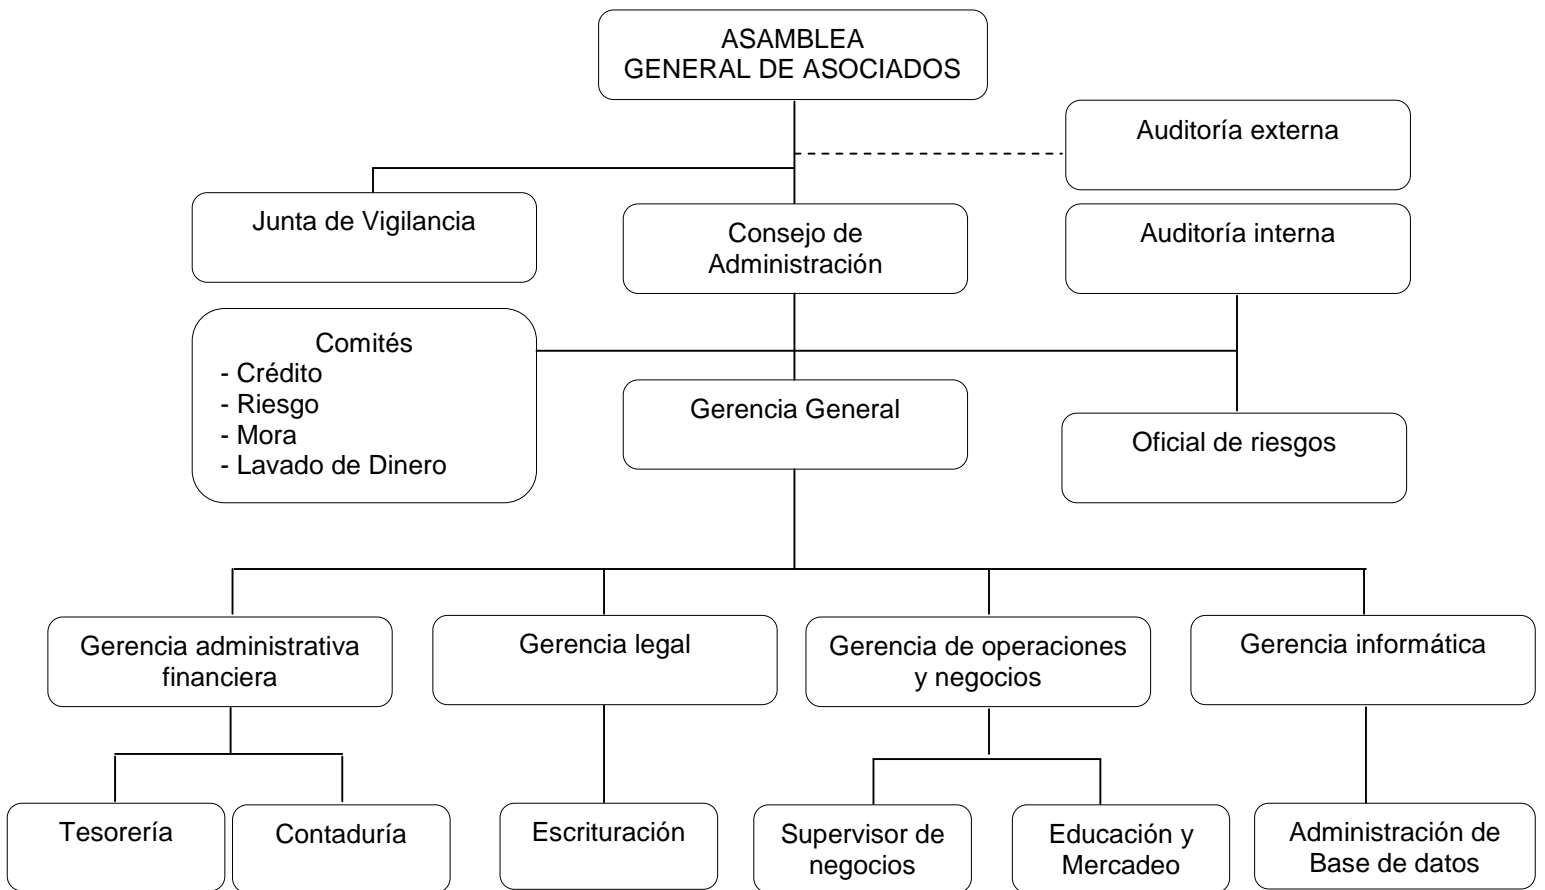 ASAMBLEA
GENERAL DE ASOCIADOS
Auditoría externa
Junta de Vigilancia
Consejo de
Administración
Auditoría interna
Comités
- Crédito
- Riesgo
- Mora
- Lavado de Dinero
Gerencia General
Oficial de riesgos
Gerencia administrativa
financiera
Gerencia legal
Gerencia de operaciones
y negocios
Gerencia informática
Tesorería
Contaduría
Escrituración
Supervisor de
negocios
Educación y
Mercadeo
Administración de
Base de datos